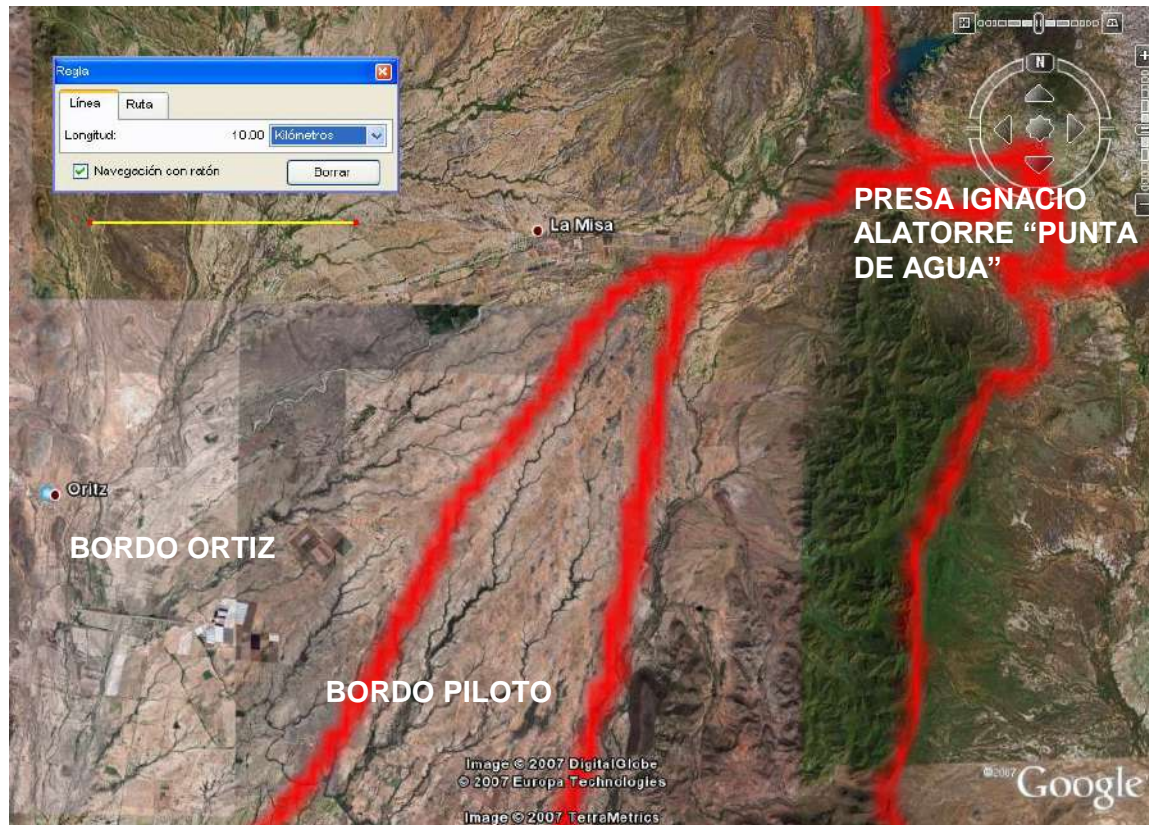 Regla
Línea Ruta
Longitud: 10.00 Kilómetros
Navegación con ratón Borrar
N
La Misa
PRESA IGNACIO
ALATORRE “PUNTA
DE AGUA”
Oritz
BORDO ORTIZ
BORDO PILOTO
Image © 2007 DigitalGlobe
© 2007 Europa Technologies
Image © 2007 TerraMetrics
©2007 Google